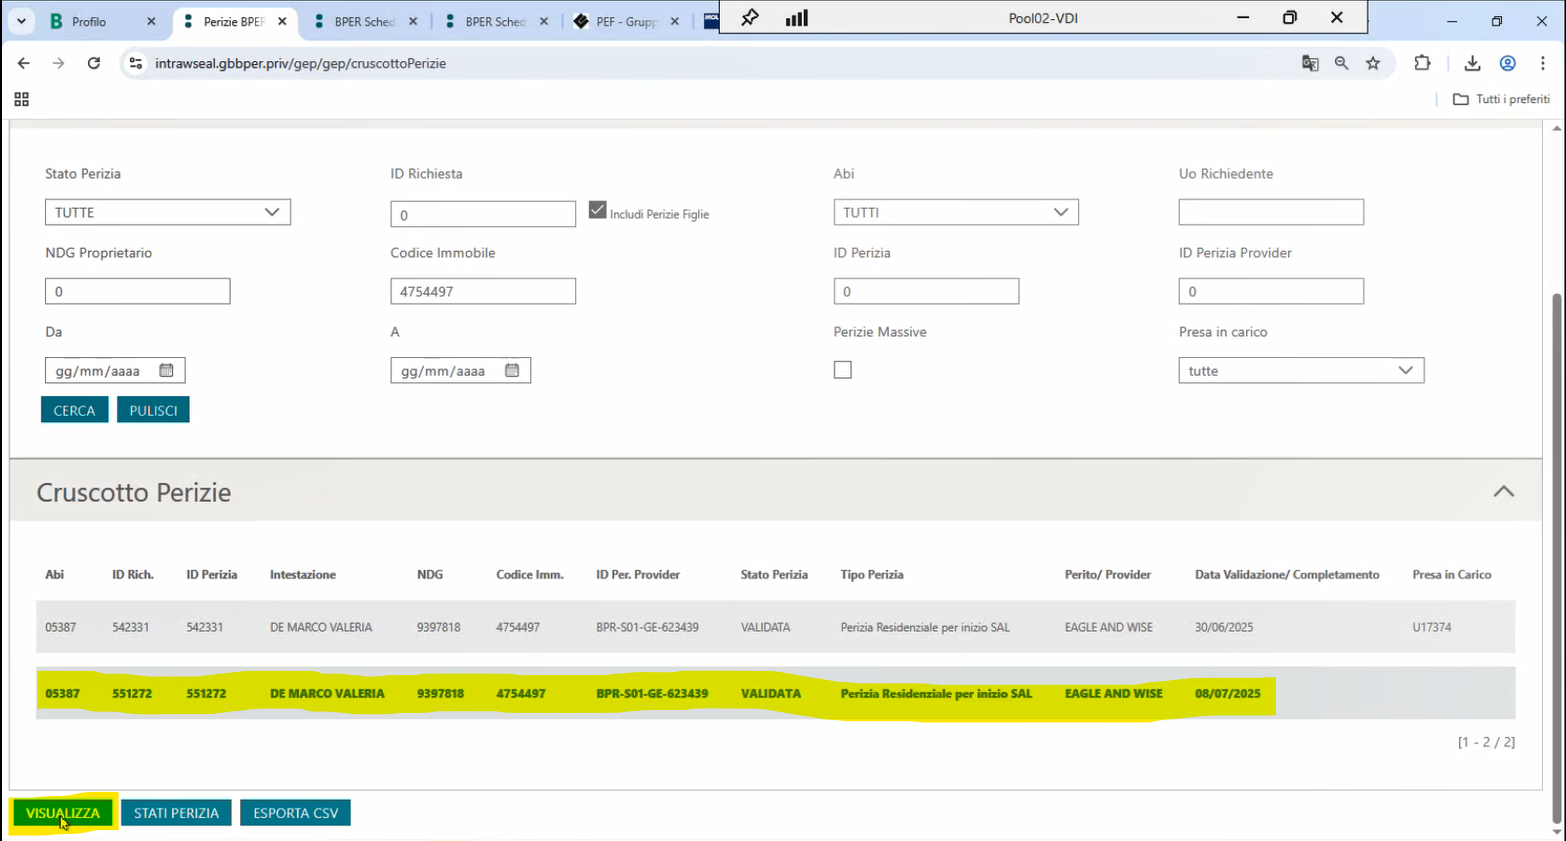 Profilo
Perizie BPER
BPER Sched
BPER Sched
PEF - Grupp
MOL
Pool02-VDI
intrawseal.gbbper.priv/gep/gep/cruscottoPerizie
Tutti i preferiti
Stato Perizia ID Richiesta Abi Uo Richiedente
TUTTE 0 Includi Perizie Figlie TUTTI
NDG Proprietario Codice Immobile ID Perizia ID Perizia Provider
0 4754497 0 0
Da A Perizie Massive Presa in carico
gg/mm/aaaa gg/mm/aaaa tutte
CERCA PULISCI
Cruscotto Perizie
Abi ID Rich. ID Perizia Intestazione NDG Codice Imm. ID Per. Provider Stato Perizia Tipo Perizia Perito/ Provider Data Validazione/ Completamento Presa in Carico
05387 542331 542331 DE MARCO VALERIA 9397818 4754497 BPR-S01-GE-623439 VALIDATA Perizia Residenziale per inizio SAL EAGLE AND WISE 30/06/2025 U17374
05387 551272 551272 DE MARCO VALERIA 9397818 4754497 BPR-S01-GE-623439 VALIDATA Perizia Residenziale per inizio SAL EAGLE AND WISE 08/07/2025
[1 - 2 / 2]
VISUALIZZA STATI PERIZIA ESPORTA CSV